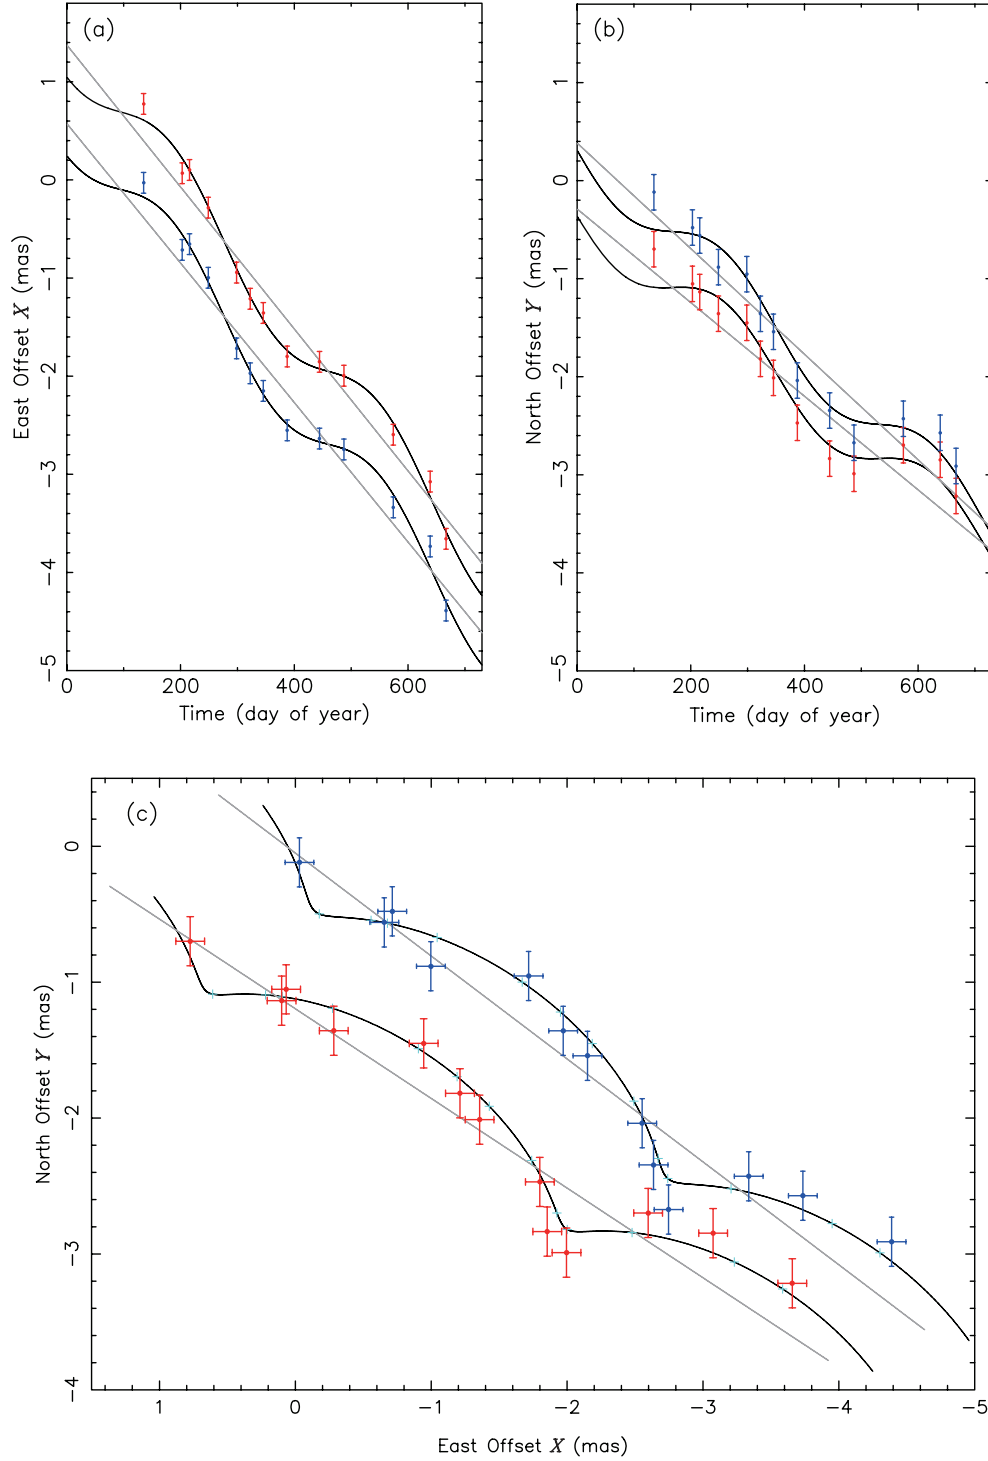 (a)
1
0
-1
-2
-3
-4
-5
East Offset X (mas)
0 200 400 600
Time (day of year)
(b)
1
0
-1
-2
-3
-4
-5
North Offset Y (mas)
0 200 400 600
Time (day of year)
(c)
0
-1
-2
-3
-4
North Offset Y (mas)
1 0 -1 -2 -3 -4 -5
East Offset X (mas)